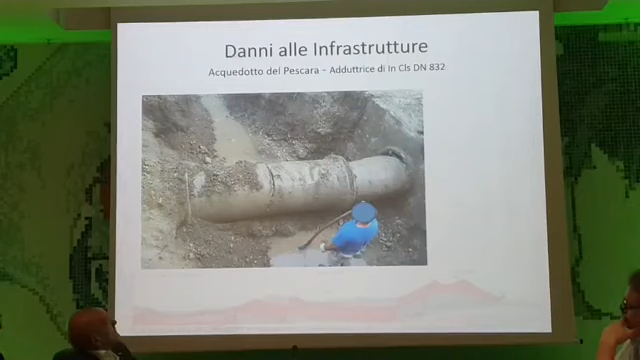 Danni alle Infrastrutture
Acquedotto del Pescara – Adduttrice di In Cls DN 832